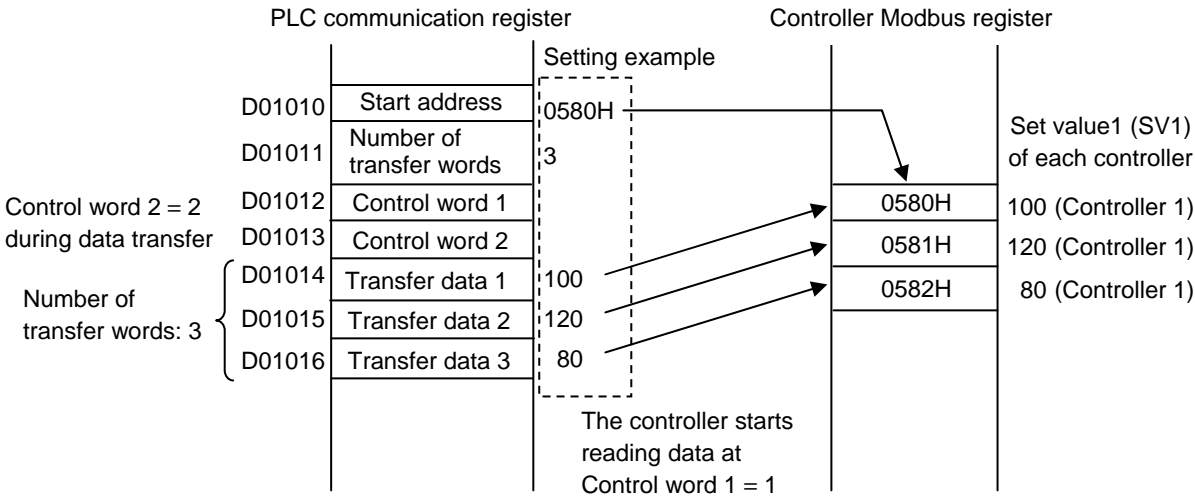 PLC communication register
Controller Modbus register
Setting example
D01010 Start address 0580H
D01011 Number of
transfer words 3
D01012 Control word 1
D01013 Control word 2
D01014 Transfer data 1 100
D01015 Transfer data 2 120
D01016 Transfer data 3 80
Control word 2 = 2
during data transfer
Number of
transfer words: 3
The controller starts
reading data at
Control word 1 = 1
Set value1 (SV1)
of each controller
0580H 100 (Controller 1)
0581H 120 (Controller 1)
0582H 80 (Controller 1)